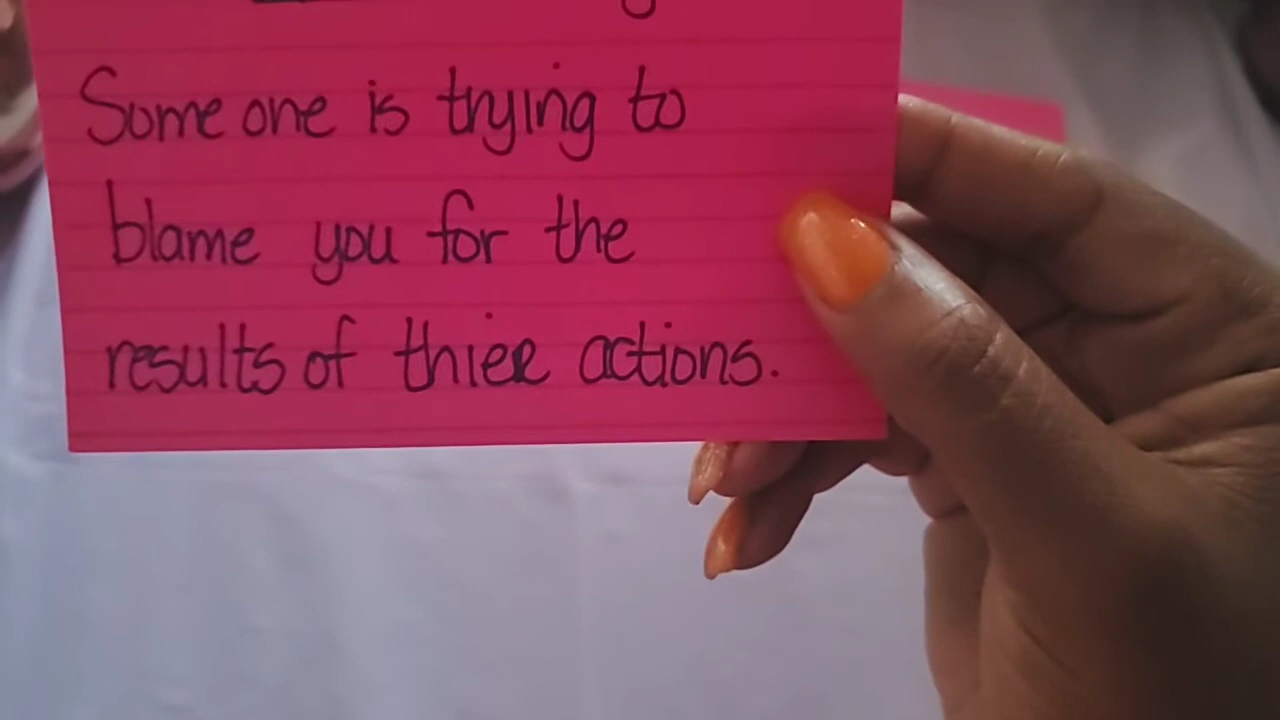 Some one is trying to
blame you for the
results of thier actions.